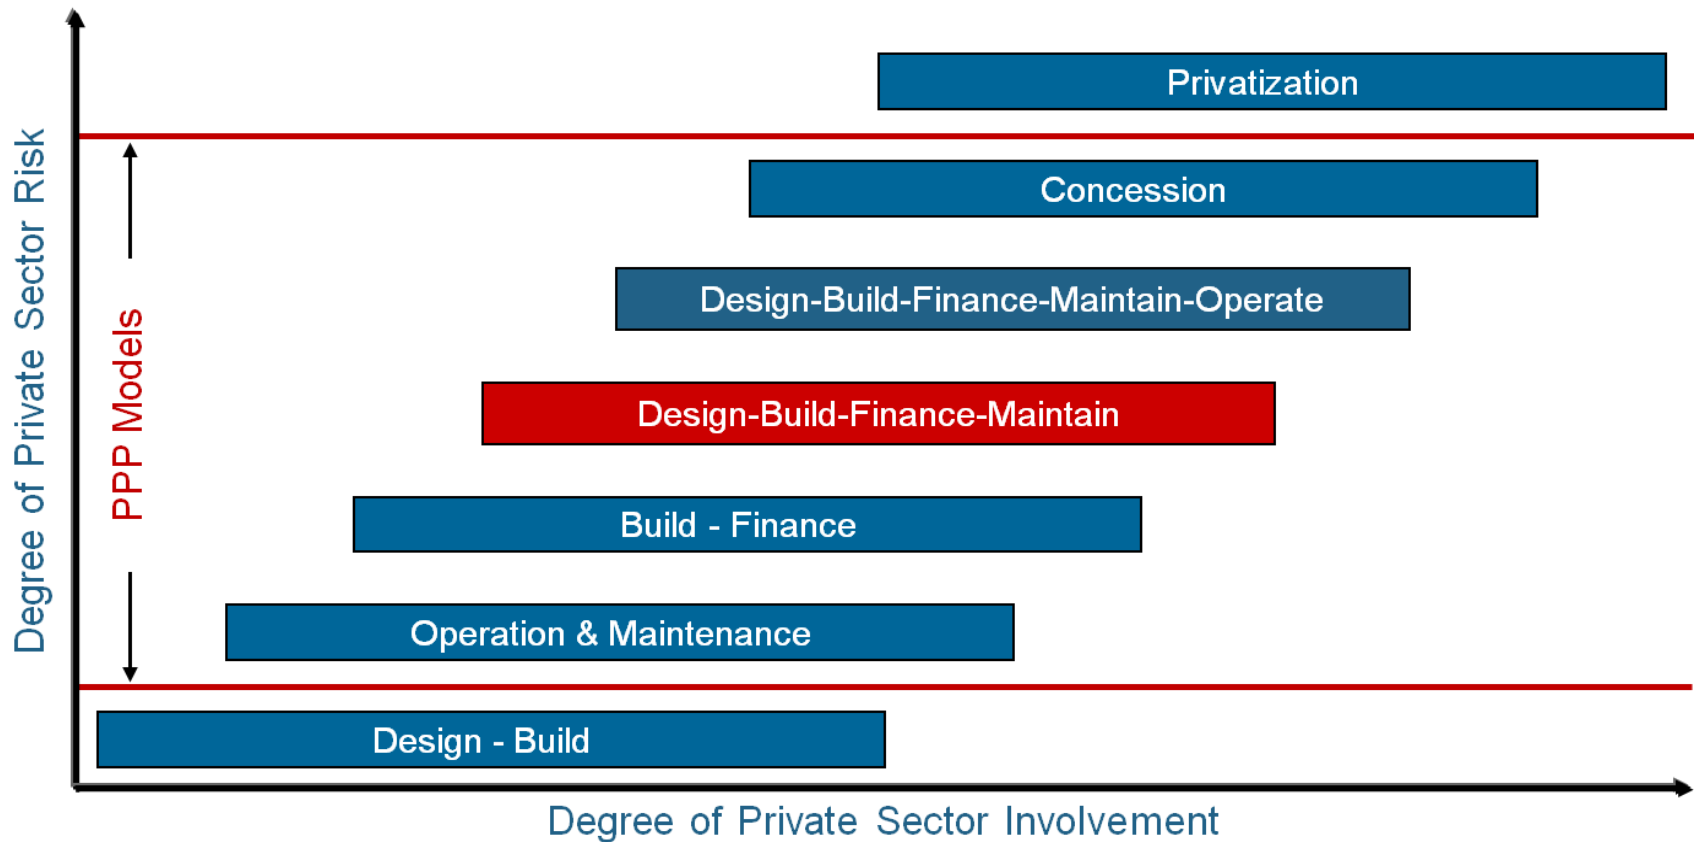 Privatization
Concession
Design-Build-Finance-Maintain-Operate
Design-Build-Finance-Maintain
Build - Finance
Operation & Maintenance
Design - Build
Degree of Private Sector Risk
PPP Models
Degree of Private Sector Involvement